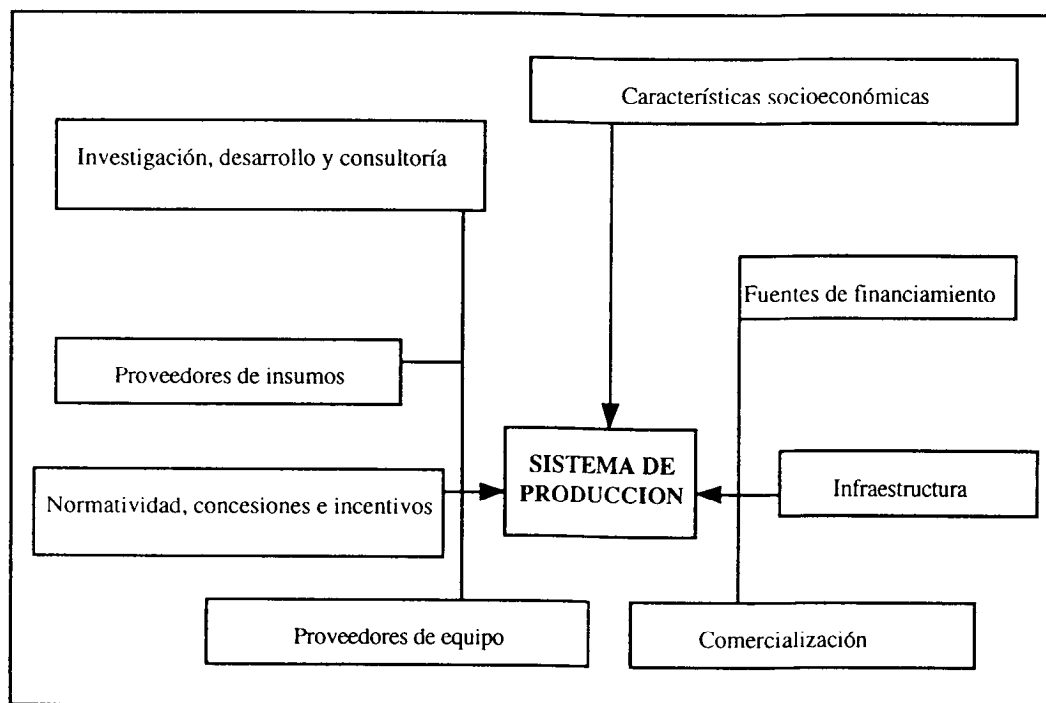 Características socioeconómicas
Investigación, desarrollo y consultoría
Fuentes de financiamiento
Proveedores de insumos
SISTEMA DE
PRODUCCION
Infraestructura
Normatividad, concesiones e incentivos
Proveedores de equipo
Comercialización